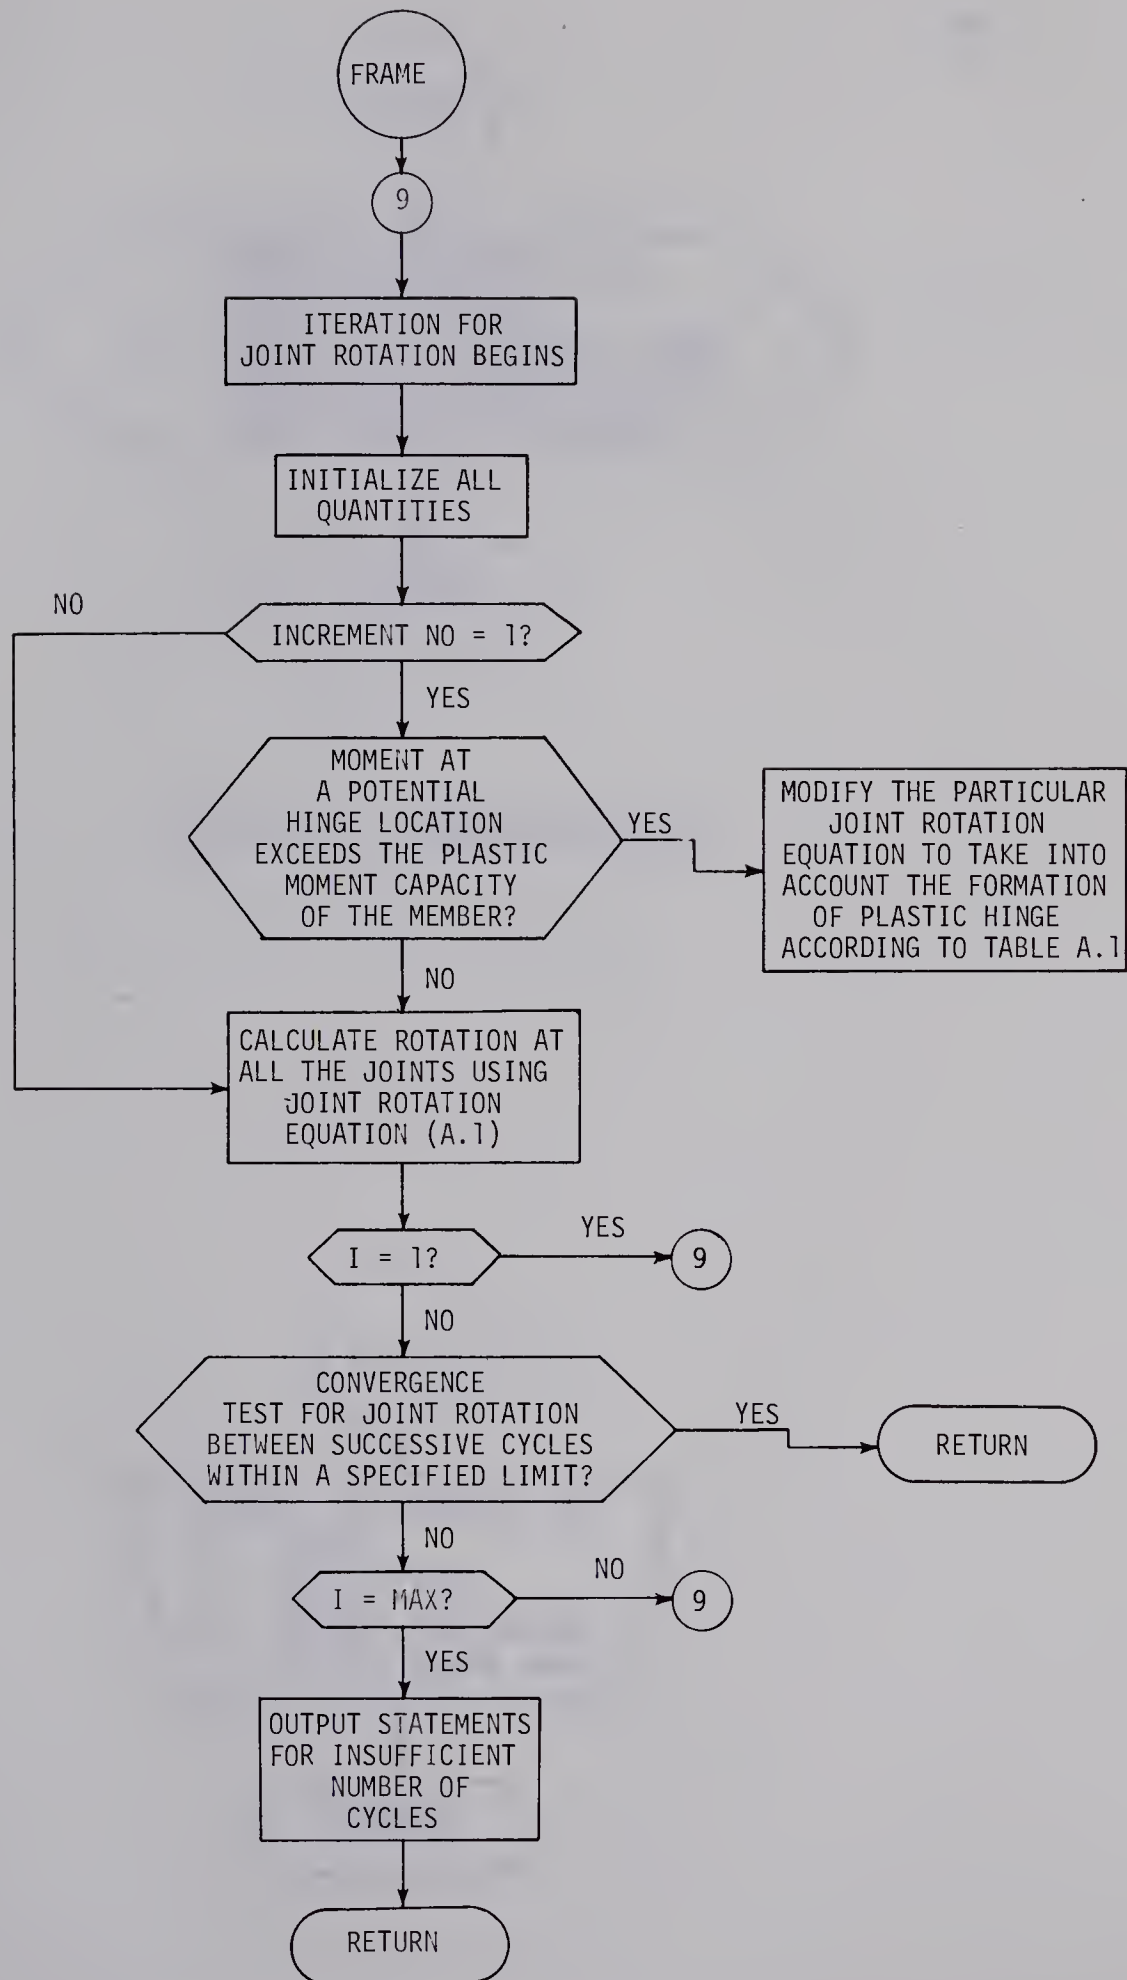 FRAME
9
ITERATION FOR
JOINT ROTATION BEGINS
INITIALIZE ALL
QUANTITIES
NO
INCREMENT NO = 1?
YES
MOMENT AT
A POTENTIAL
HINGE LOCATION
EXCEEDS THE PLASTIC
MOMENT CAPACITY
OF THE MEMBER?
YES
MODIFY THE PARTICULAR
JOINT ROTATION
EQUATION TO TAKE INTO
ACCOUNT THE FORMATION
OF PLASTIC HINGE
ACCORDING TO TABLE A.1
NO
CALCULATE ROTATION AT
ALL THE JOINTS USING
JOINT ROTATION
EQUATION (A.1)
I = 1?
YES
9
NO
CONVERGENCE
TEST FOR JOINT ROTATION
BETWEEN SUCCESSIVE CYCLES
WITHIN A SPECIFIED LIMIT?
YES
RETURN
NO
I = MAX?
NO
9
YES
OUTPUT STATEMENTS
FOR INSUFFICIENT
NUMBER OF
CYCLES
RETURN